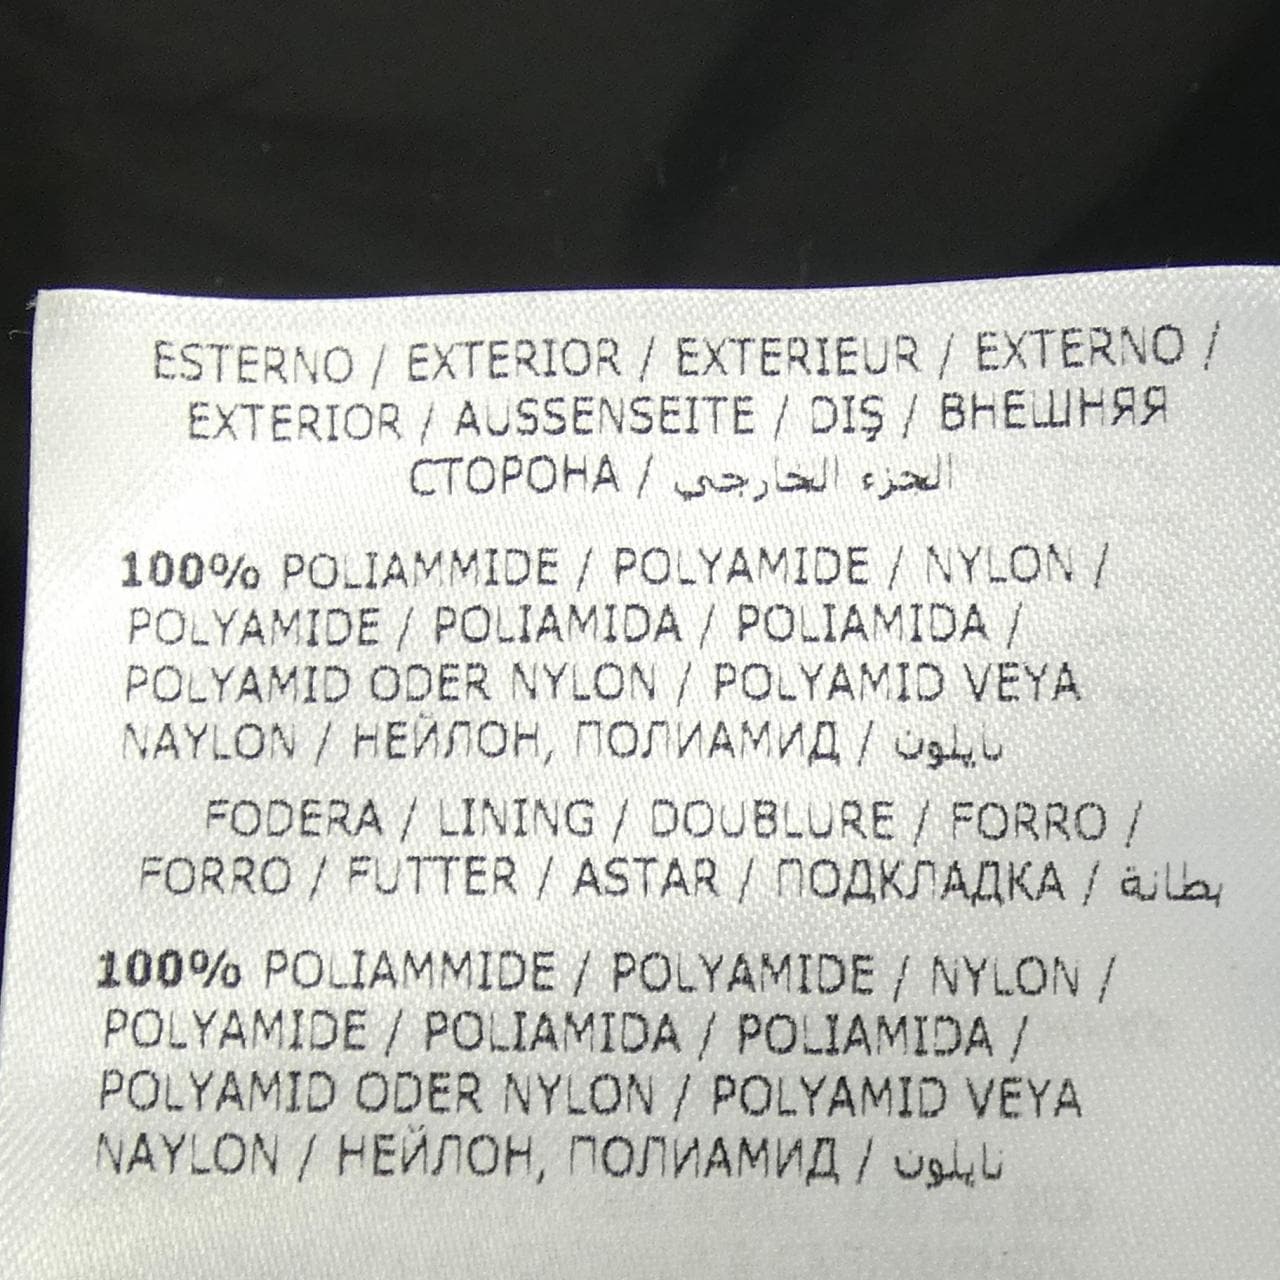 ESTERNO / EXTERIOR / EXTERIEUR / EXTERNO /
EXTERIOR / AUSSENSEITE / DIŞ / ВНЕШНЯЯ
СТОРОНА / الجزء الخارجي
100% POLIAMMIDE / POLYAMIDE / NYLON /
POLYAMIDE / POLIAMIDA / POLIAMIDA /
POLYAMID ODER NYLON / POLYAMID VEYA
NAYLON / НЕЙЛОН, ПОЛИАМИД / نايلون
FODERA / LINING / DOUBLURE / FORRO /
FORRO / FUTTER / ASTAR / ПОДКЛАДКА / بطانة
100% POLIAMMIDE / POLYAMIDE / NYLON /
POLYAMIDE / POLIAMIDA / POLIAMIDA /
POLYAMID ODER NYLON / POLYAMID VEYA
NAYLON / НЕЙЛОН, ПОЛИАМИД / نايلون